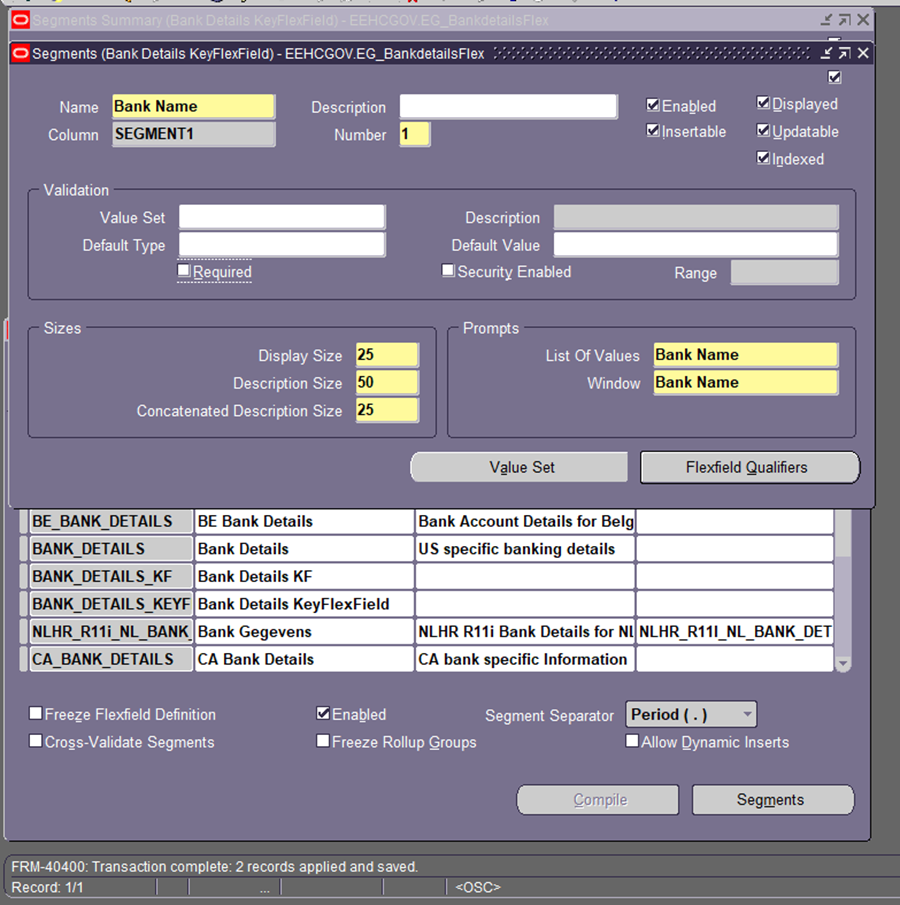 Segments Summary (Bank Details KeyFlexField) - EEHCGOV.EG_BankdetailsFlex
Segments (Bank Details KeyFlexField) - EEHCGOV.EG_BankdetailsFlex
Name Bank Name Description Enabled Displayed
Column SEGMENT1 Number 1 Insertable Updatable
Indexed
Validation
Value Set Description
Default Type Default Value
Required Security Enabled Range
Sizes Prompts
Display Size 25 List Of Values Bank Name
Description Size 50 Window Bank Name
Concatenated Description Size 25
Value Set Flexfield Qualifiers
BE_BANK_DETAILS BE Bank Details Bank Account Details for Belg
BANK_DETAILS Bank Details US specific banking details
BANK_DETAILS_KF Bank Details KF
BANK_DETAILS_KEYF Bank Details KeyFlexField
NLHR_R11i_NL_BANK_ Bank Gegevens NLHR R11i Bank Details for NL NLHR_R11I_NL_BANK_DET
CA_BANK_DETAILS CA Bank Details CA bank specific Information
Freeze Flexfield Definition Enabled Segment Separator Period ( . )
Cross-Validate Segments Freeze Rollup Groups Allow Dynamic Inserts
Compile Segments
FRM-40400: Transaction complete: 2 records applied and saved.
Record: 1/1 ... <OSC>